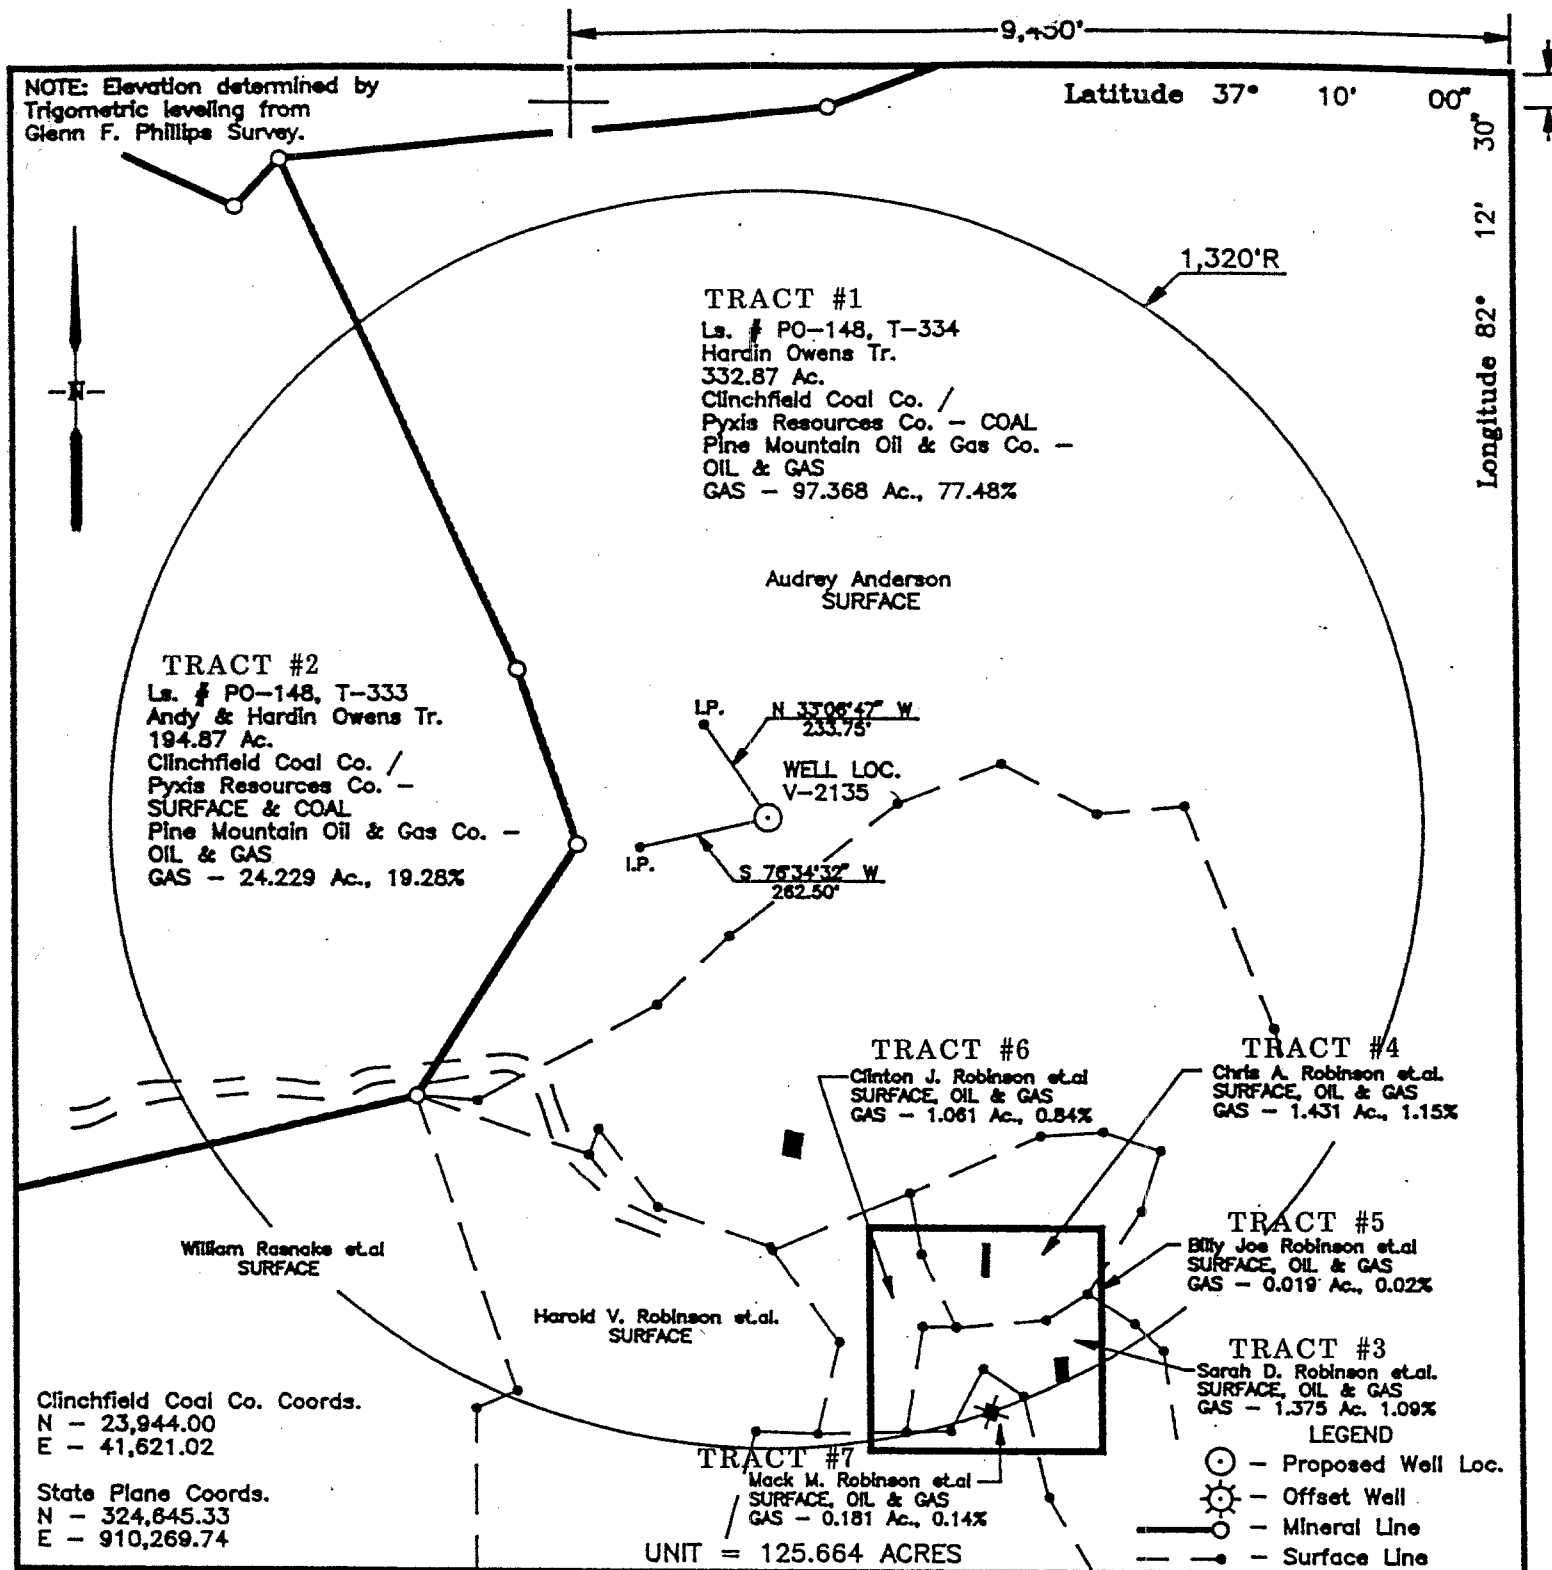 9,450'
NOTE: Elevation determined by
Trigometric leveling from
Glenn F. Phillips Survey.
Latitude 37° 10' 00"
Longitude 82° 12' 30"
-N-
1,320'R
TRACT #1
Ls. # PO-148, T-334
Hardin Owens Tr.
332.87 Ac.
Clinchfield Coal Co. /
Pyxis Resources Co. - COAL
Pine Mountain Oil & Gas Co. -
OIL & GAS
GAS - 97.368 Ac., 77.48%
Audrey Anderson
SURFACE
TRACT #2
Ls. # PO-148, T-333
Andy & Hardin Owens Tr.
194.87 Ac.
Clinchfield Coal Co. /
Pyxis Resources Co. -
SURFACE & COAL
Pine Mountain Oil & Gas Co. -
OIL & GAS
GAS - 24.229 Ac., 19.28%
I.P.
N 33°06'47" W
233.75'
WELL LOC.
V-2135
I.P.
S 76°34'32" W
262.50'
TRACT #6
Clinton J. Robinson et.al
SURFACE, OIL & GAS
GAS - 1.061 Ac., 0.84%
TRACT #4
Chris A. Robinson et.al.
SURFACE, OIL & GAS
GAS - 1.431 Ac., 1.15%
TRACT #5
Billy Joe Robinson et.al
SURFACE, OIL & GAS
GAS - 0.019 Ac., 0.02%
William Rasnake et.al
SURFACE
Harold V. Robinson et.al.
SURFACE
TRACT #3
Sarah D. Robinson et.al.
SURFACE, OIL & GAS
GAS - 1.375 Ac. 1.09%
Clinchfield Coal Co. Coords.
N - 23,944.00
E - 41,621.02
State Plane Coords.
N - 324,645.33
E - 910,269.74
TRACT #7
Mack M. Robinson et.al
SURFACE, OIL & GAS
GAS - 0.181 Ac., 0.14%
UNIT = 125.664 ACRES
LEGEND
- Proposed Well Loc.
- Offset Well
- Mineral Line
- Surface Line